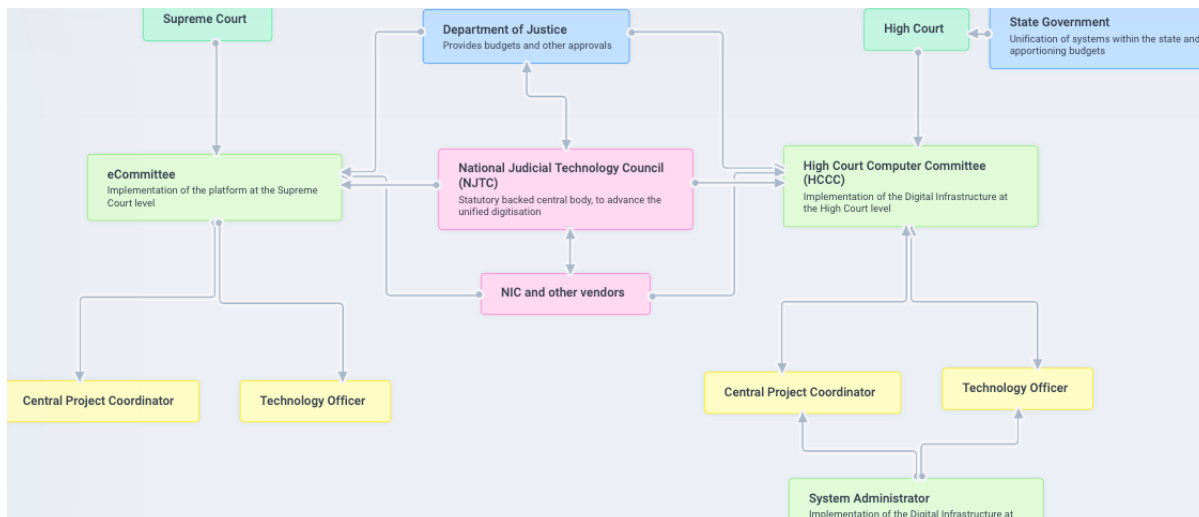 Supreme Court
Department of Justice
Provides budgets and other approvals
High Court
State Government
Unification of systems within the state and
apportioning budgets
eCommittee
Implementation of the platform at the Supreme
Court level
National Judicial Technology Council
(NJTC)
Statutory backed central body, to advance the
unified digitisation
High Court Computer Committee
(HCCC)
Implementation of the Digital Infrastructure at
the High Court level
NIC and other vendors
Central Project Coordinator
Technology Officer
Central Project Coordinator
Technology Officer
System Administrator
Implementation of the Digital Infrastructure at